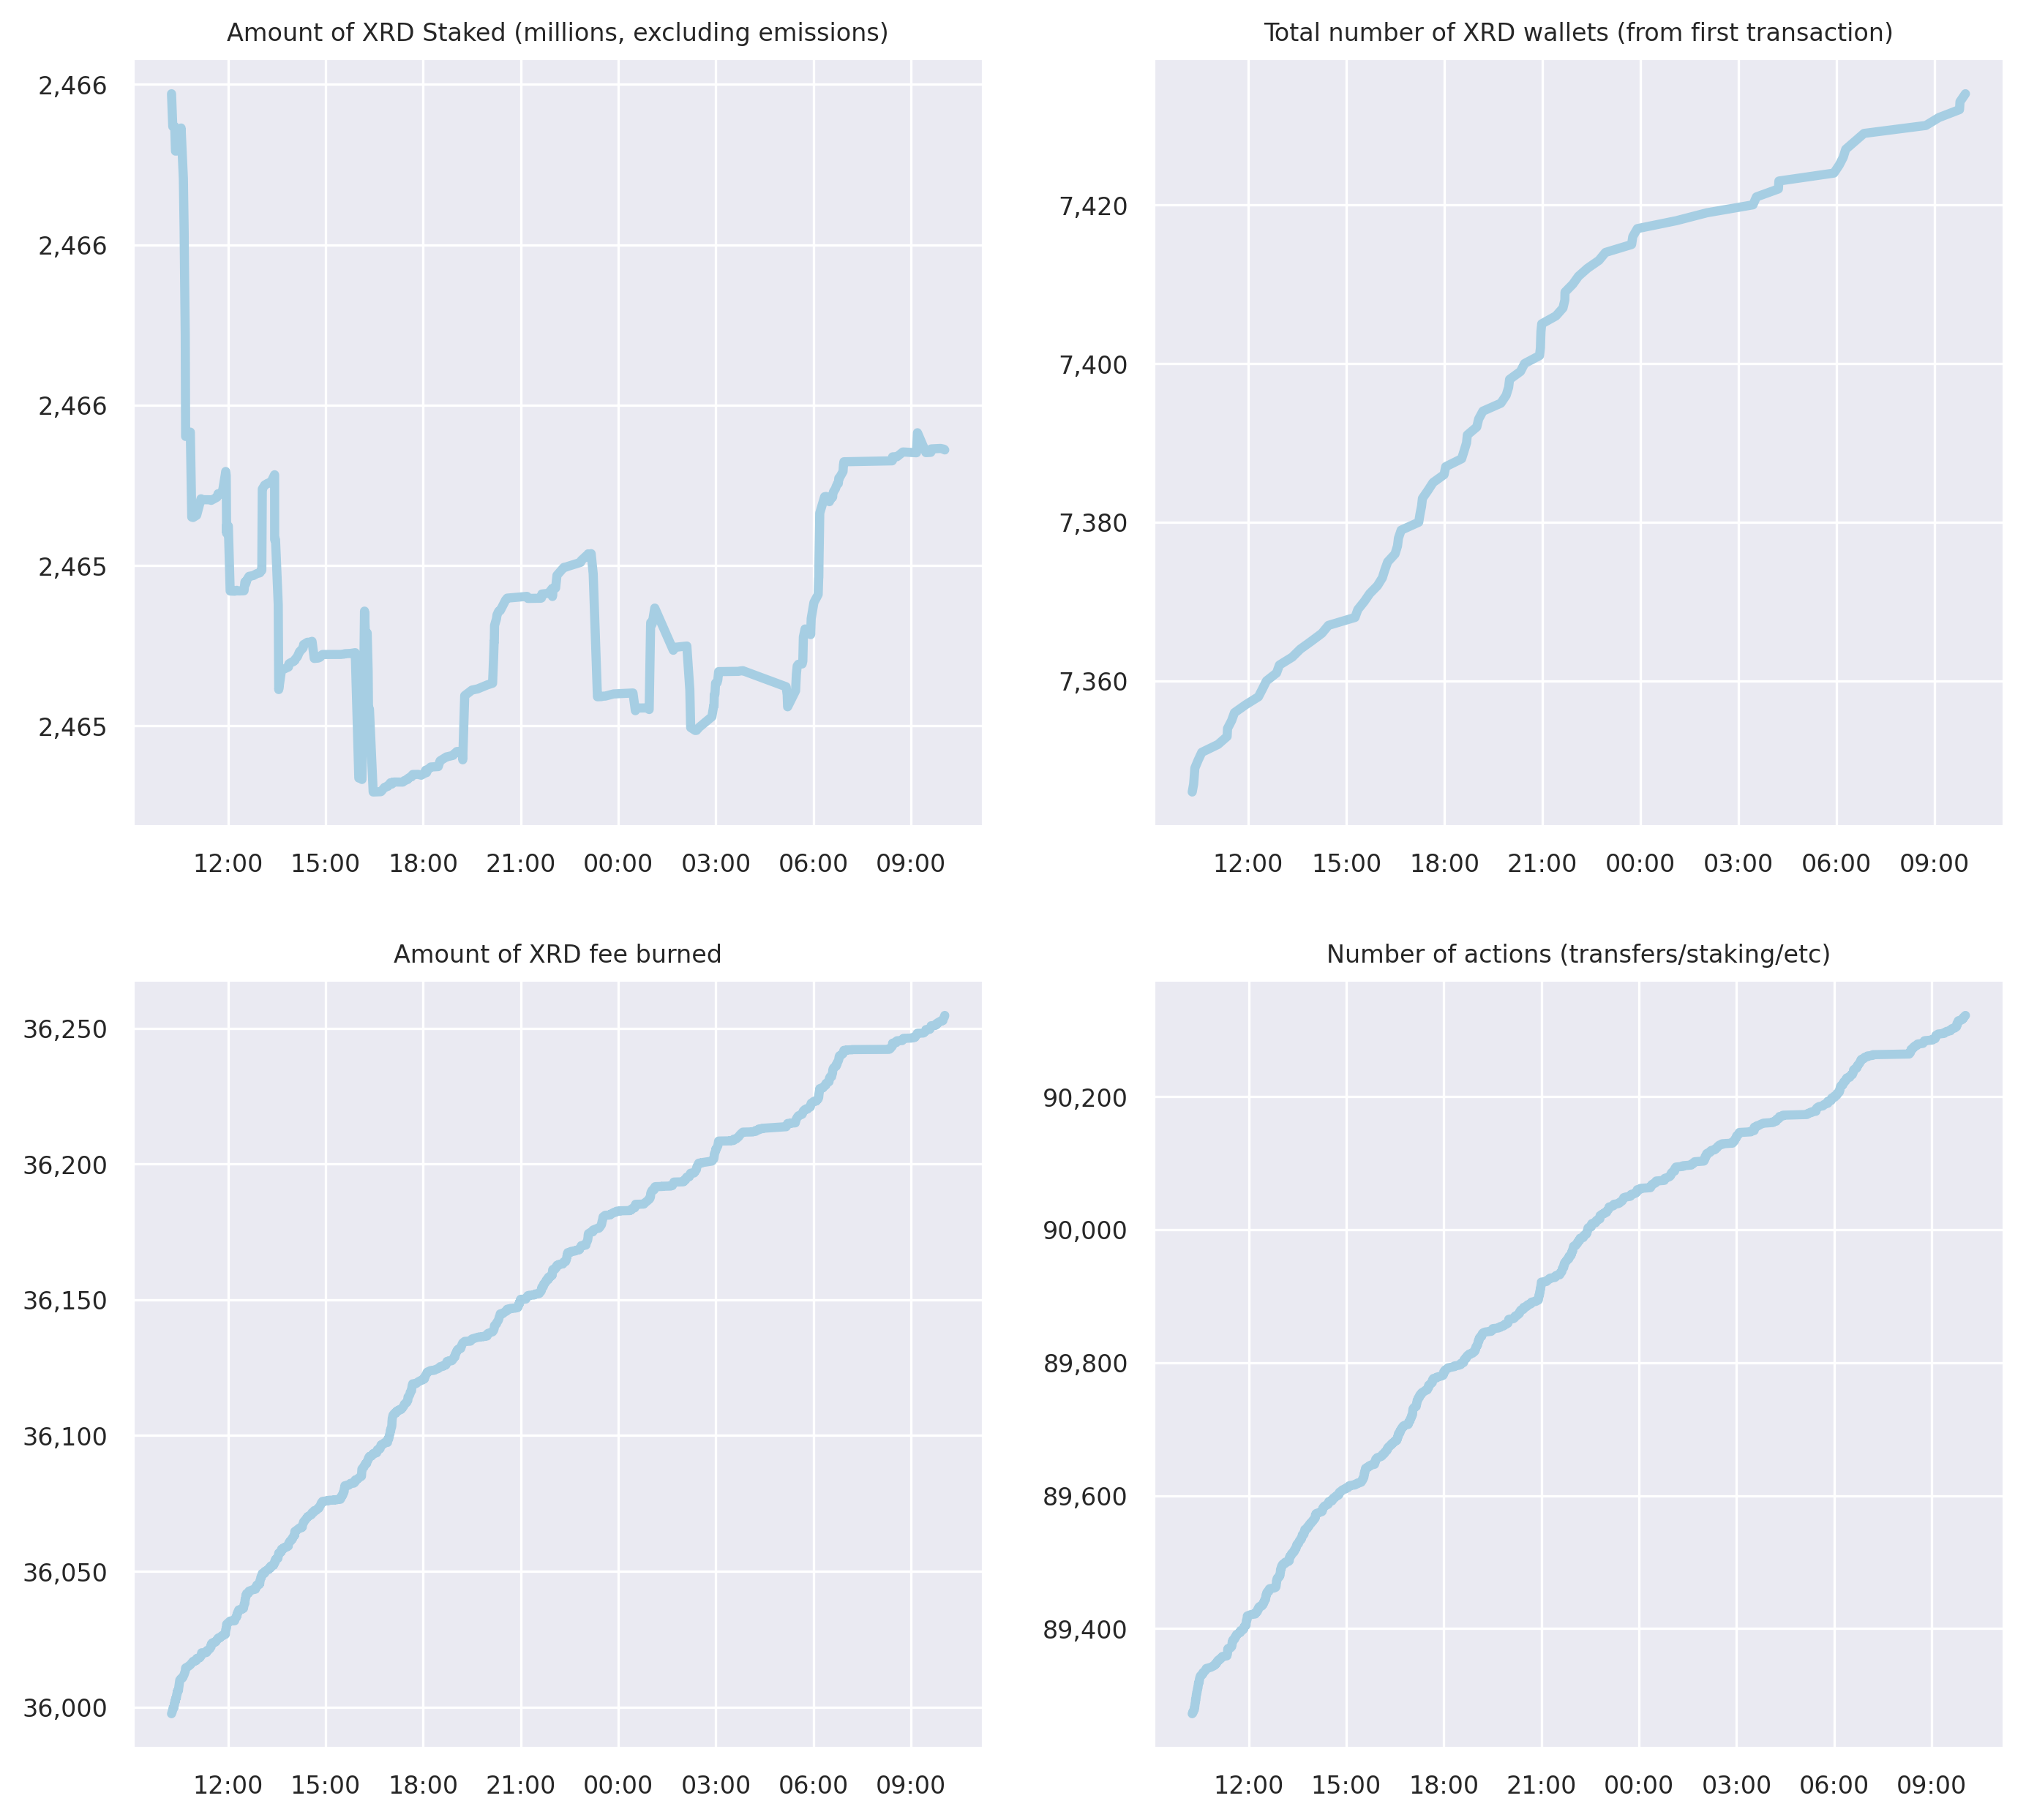 Amount of XRD Staked (millions, excluding emissions)
2,466
2,466
2,466
2,465
2,465
12:00 15:00 18:00 21:00 00:00 03:00 06:00 09:00
Total number of XRD wallets (from first transaction)
7,420
7,400
7,380
7,360
12:00 15:00 18:00 21:00 00:00 03:00 06:00 09:00
Amount of XRD fee burned
36,250
36,200
36,150
36,100
36,050
36,000
12:00 15:00 18:00 21:00 00:00 03:00 06:00 09:00
Number of actions (transfers/staking/etc)
90,200
90,000
89,800
89,600
89,400
12:00 15:00 18:00 21:00 00:00 03:00 06:00 09:00